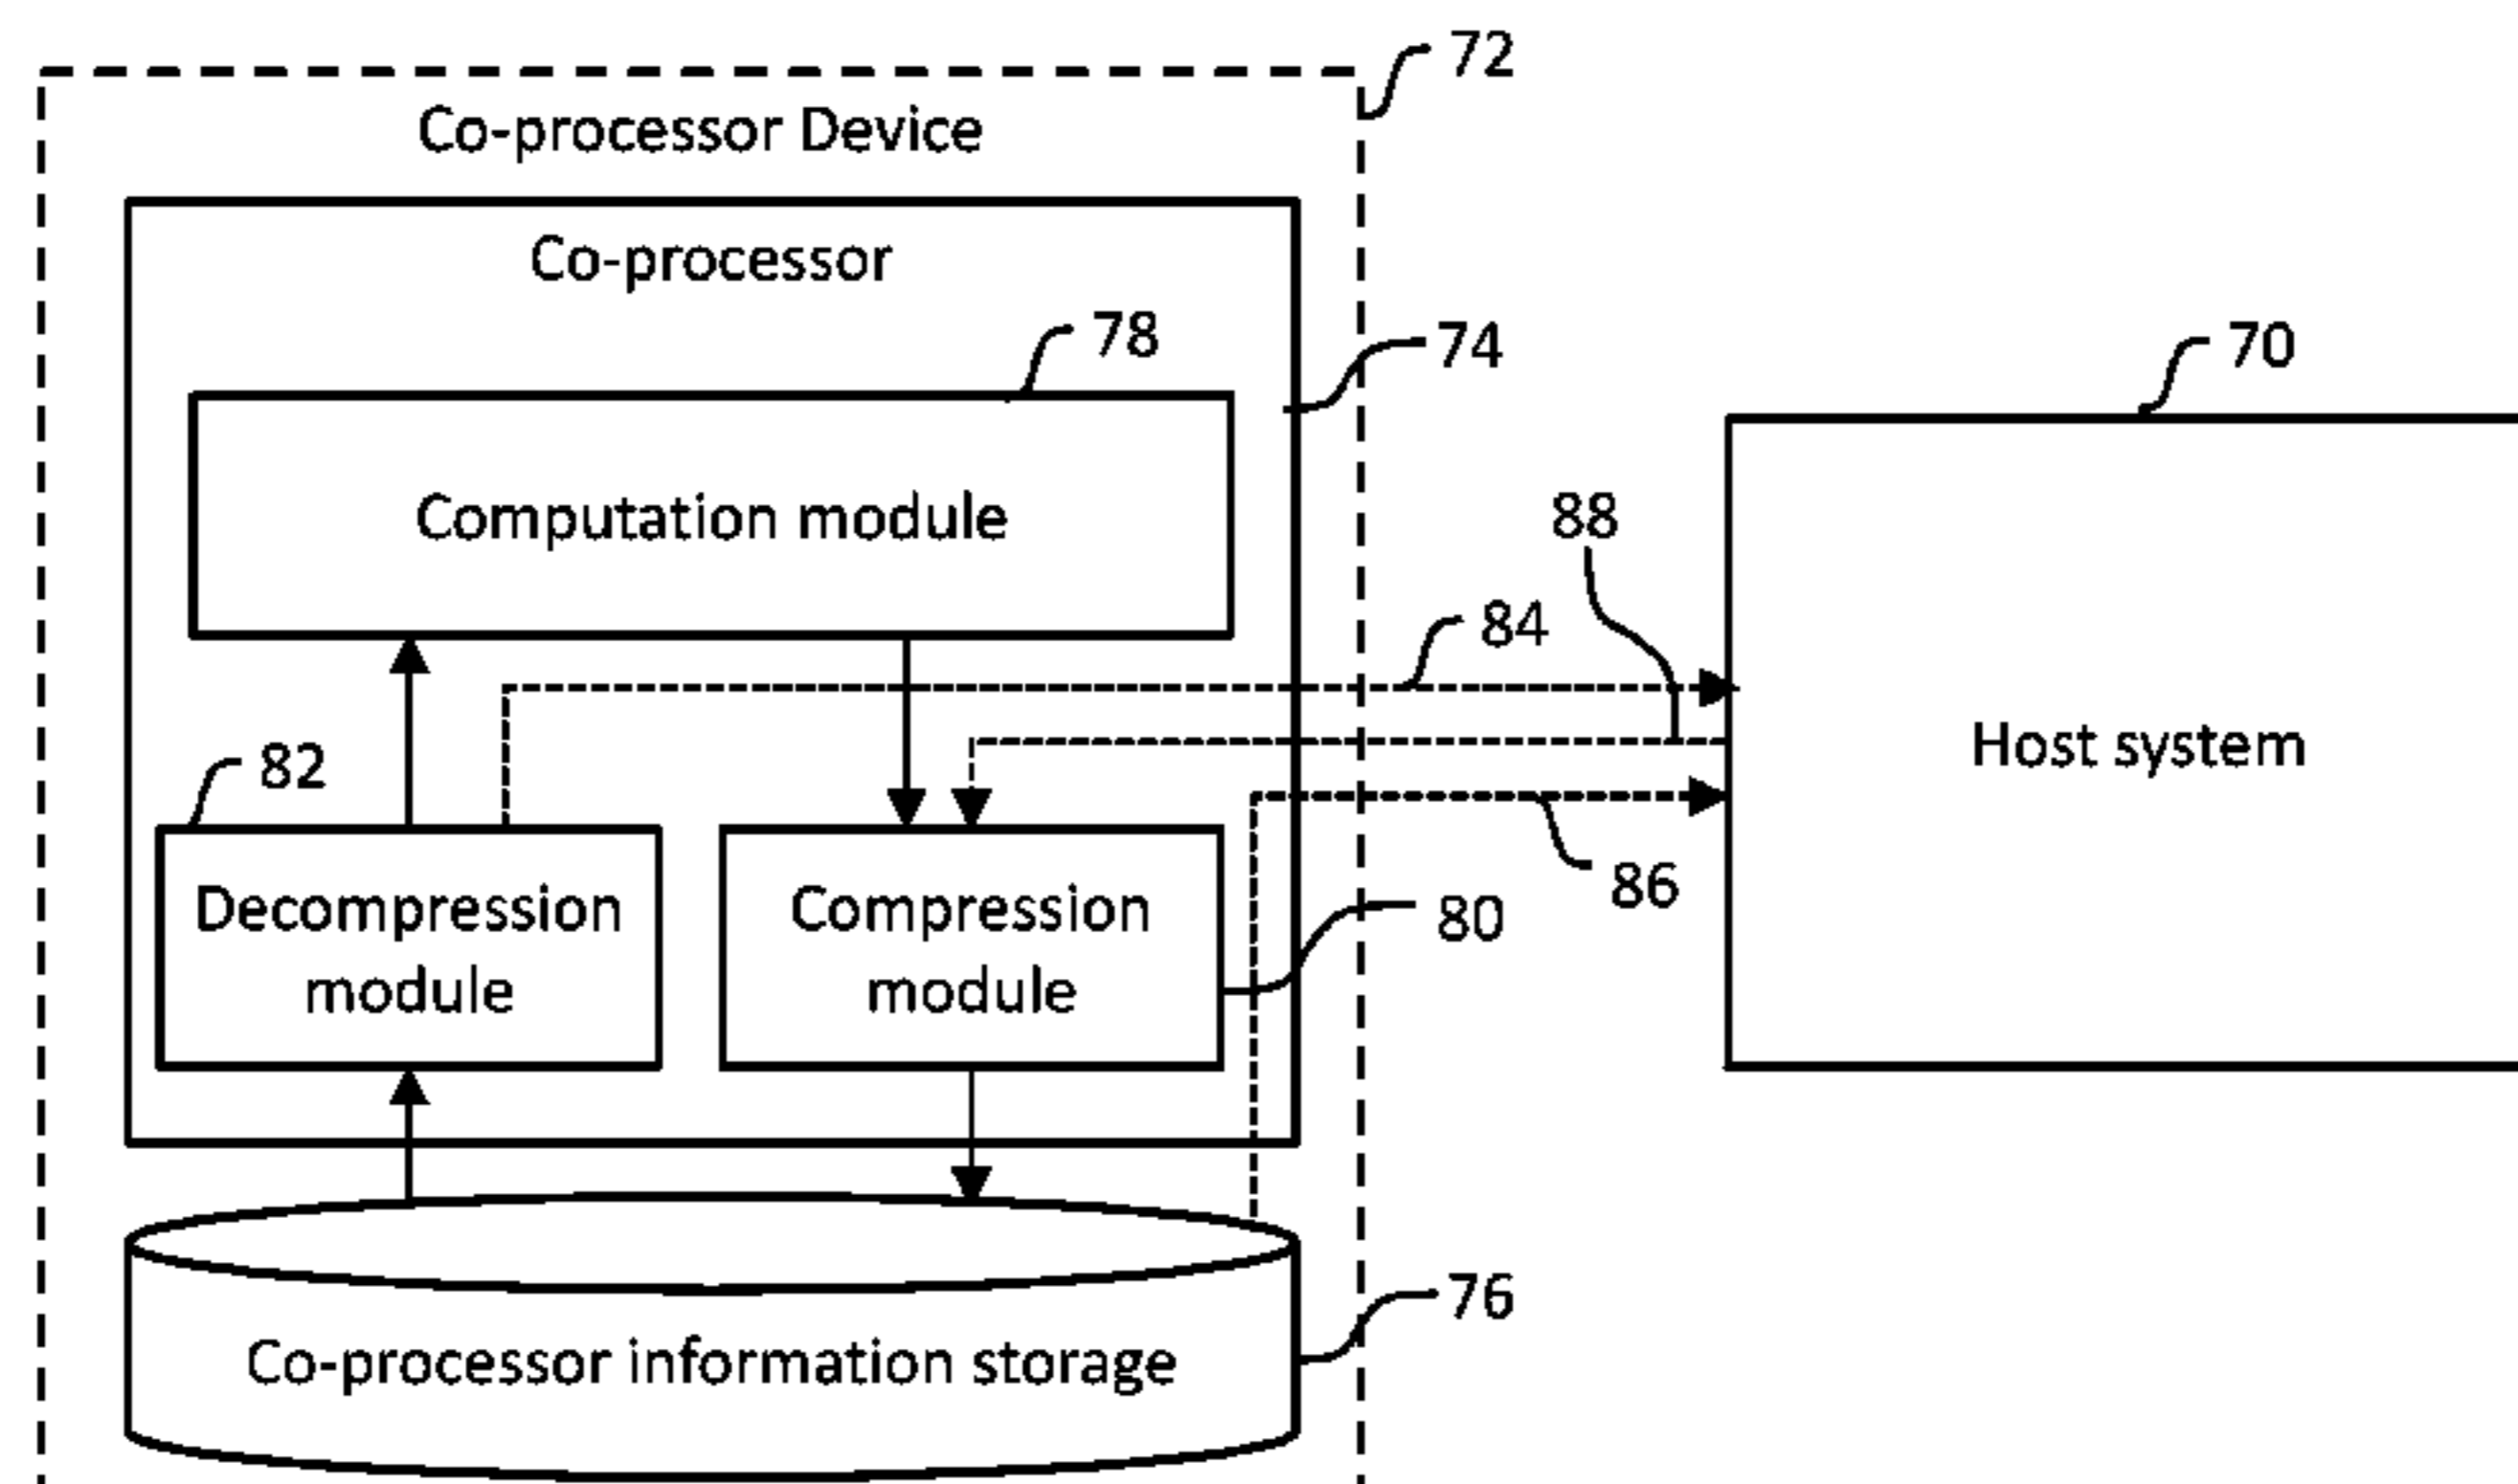 72
Co-processor Device
Co-processor
78
74
70
Computation module
88
84
Host system
82
86
Decompression
module
Compression
module
80
76
Co-processor information storage